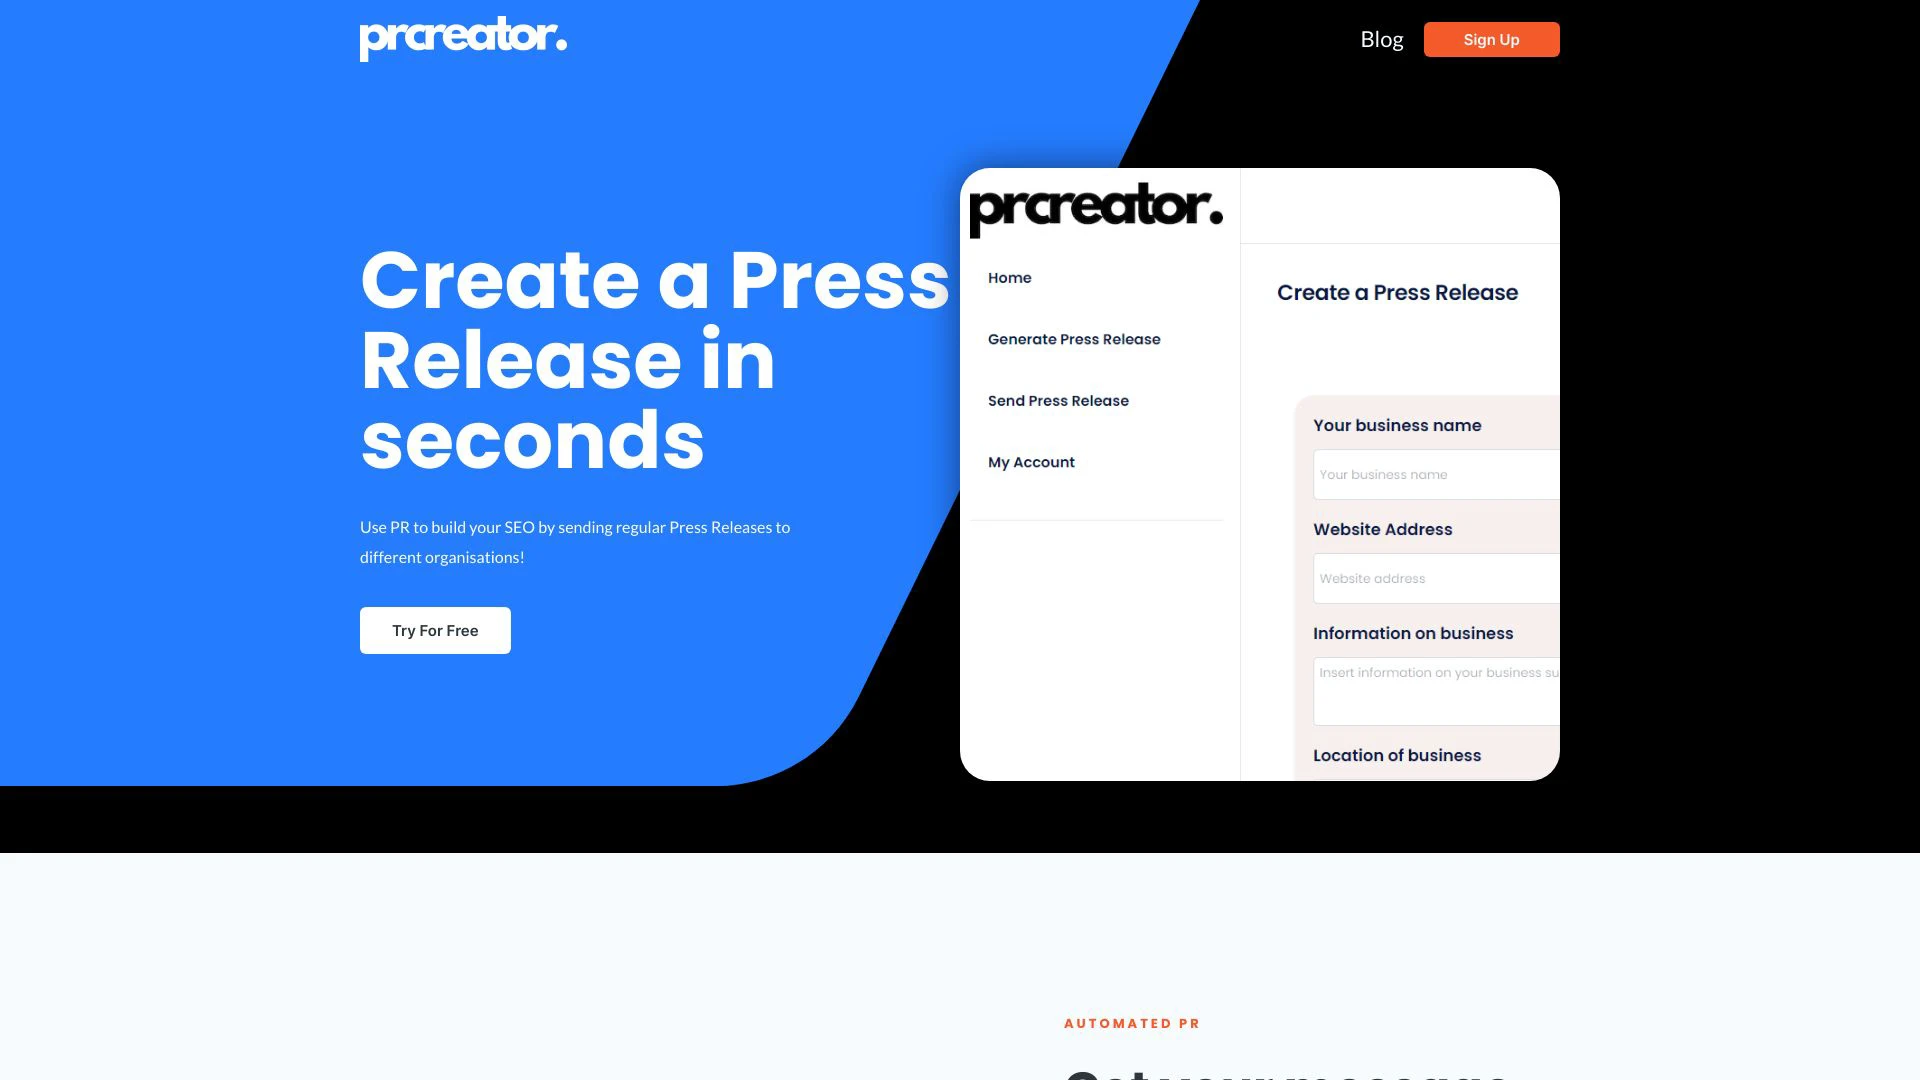 prcreator.
Blog
Sign Up
Create a Press
Release in
seconds
Use PR to build your SEO by sending regular Press Releases to
different organisations!
Try For Free
prcreator.
Home
Generate Press Release
Send Press Release
My Account
Create a Press Release
Your business name
Your business name
Website Address
Website address
Information on business
Insert information on your business su
Location of business
AUTOMATED PR
Get your message